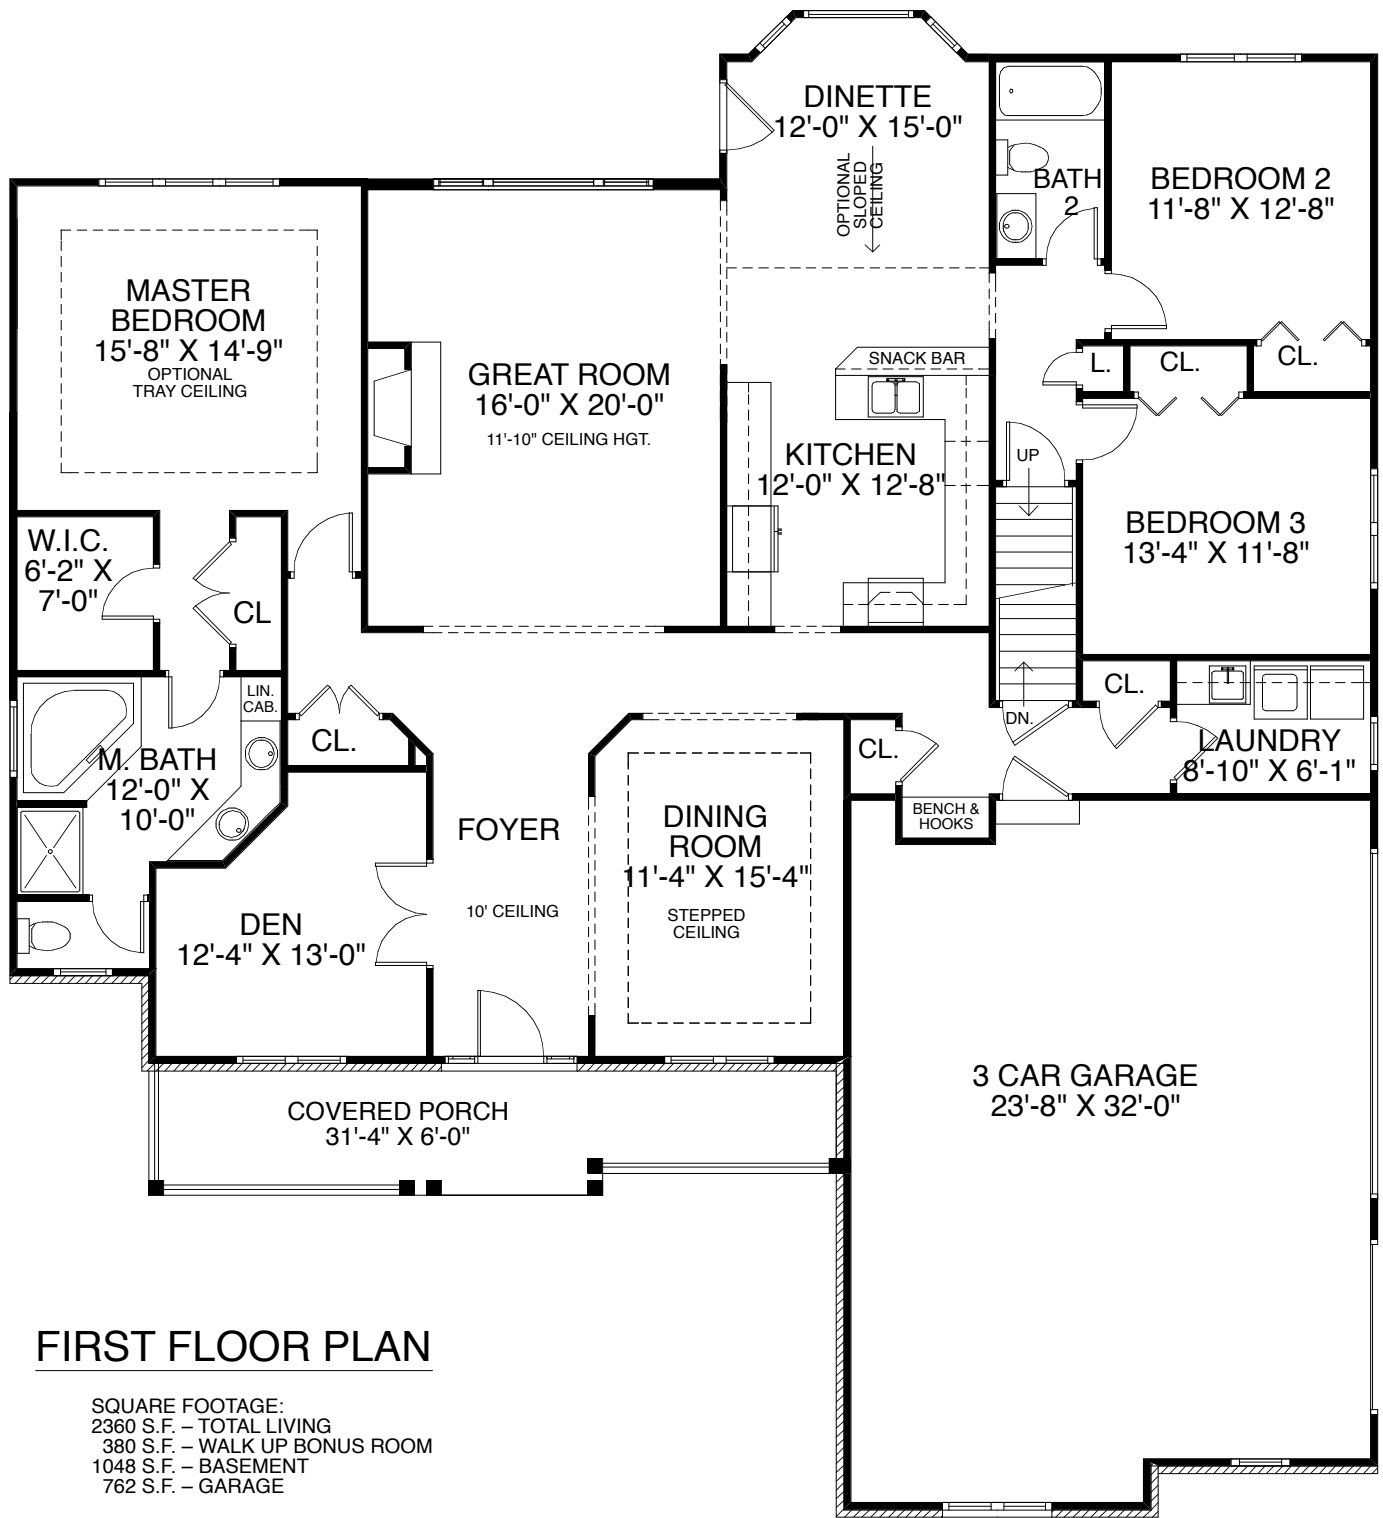 DINETTE
12'-0" X 15'-0"
OPTIONAL
SLOPED
CEILING
BATH
2
BEDROOM 2
11'-8" X 12'-8"
MASTER
BEDROOM
15'-8" X 14'-9"
OPTIONAL
TRAY CEILING
GREAT ROOM
16'-0" X 20'-0"
11'-10" CEILING HGT.
SNACK BAR
L.
CL.
CL.
KITCHEN
12'-0" X 12'-8"
UP
BEDROOM 3
13'-4" X 11'-8"
W.I.C.
6'-2" X
7'-0"
CL
LIN.
CAB.
CL.
M. BATH
12'-0" X
10'-0"
CL.
CL.
DN.
LAUNDRY
8'-10" X 6'-1"
BENCH &
HOOKS
FOYER
10' CEILING
DINING
ROOM
11'-4" X 15'-4"
STEPPED
CEILING
DEN
12'-4" X 13'-0"
3 CAR GARAGE
23'-8" X 32'-0"
COVERED PORCH
31'-4" X 6'-0"
FIRST FLOOR PLAN
SQUARE FOOTAGE:
2360 S.F. – TOTAL LIVING
380 S.F. – WALK UP BONUS ROOM
1048 S.F. – BASEMENT
762 S.F. – GARAGE